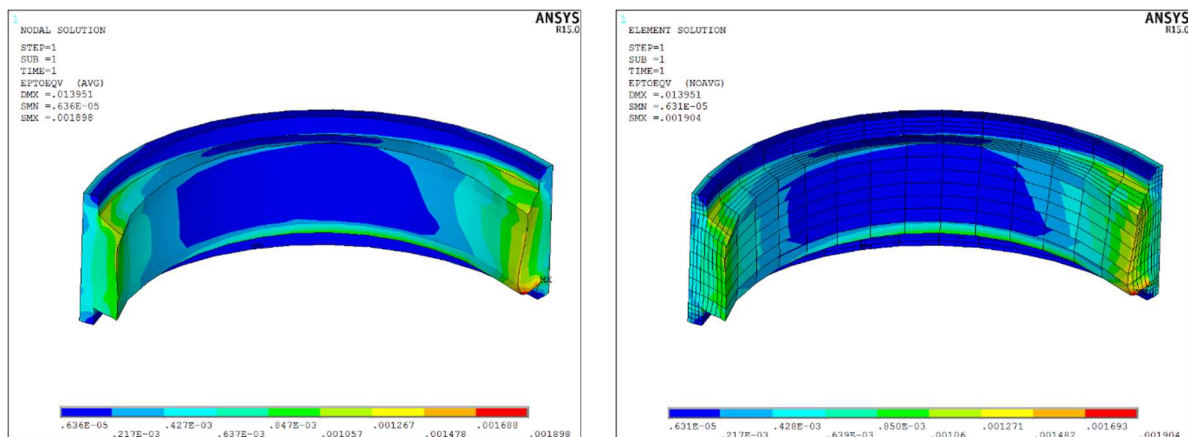 1
ANSYS
R15.0
NODAL SOLUTION
STEP=1
SUB =1
TIME=1
EPTOEQV (AVG)
DMX =.013951
SMN =.636E-05
SMX =.001898
MX
.636E-05 .427E-03 .847E-03 .001267 .001688
.217E-03 .637E-03 .001057 .001478 .001898
1
ANSYS
R15.0
ELEMENT SOLUTION
STEP=1
SUB =1
TIME=1
EPTOEQV (NOAVG)
DMX =.013951
SMN =.631E-05
SMX =.001904
.631E-05 .428E-03 .850E-03 .001271 .001693
.217E-03 .639E-03 .00106 .001482 .001904